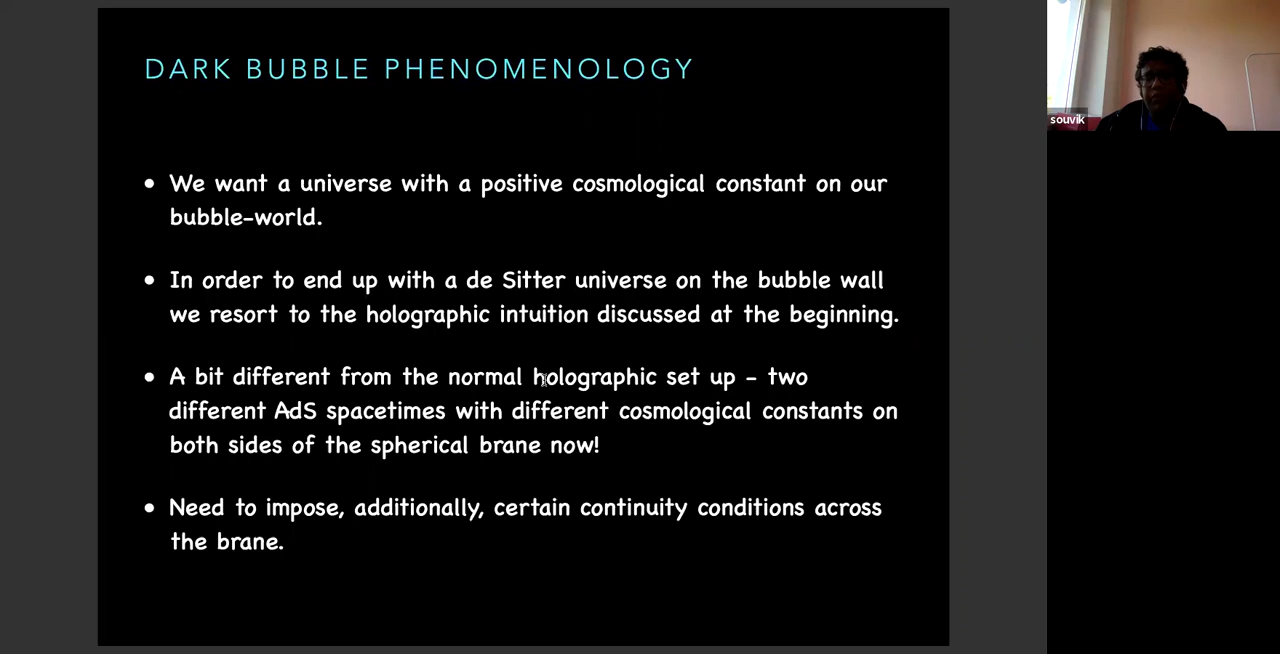 DARK BUBBLE PHENOMENOLOGY
• We want a universe with a positive cosmological constant on our
bubble-world.
• In order to end up with a de Sitter universe on the bubble wall
we resort to the holographic intuition discussed at the beginning.
• A bit different from the normal holographic set up - two
different AdS spacetimes with different cosmological constants on
both sides of the spherical brane now!
• Need to impose, additionally, certain continuity conditions across
the brane.
souvik